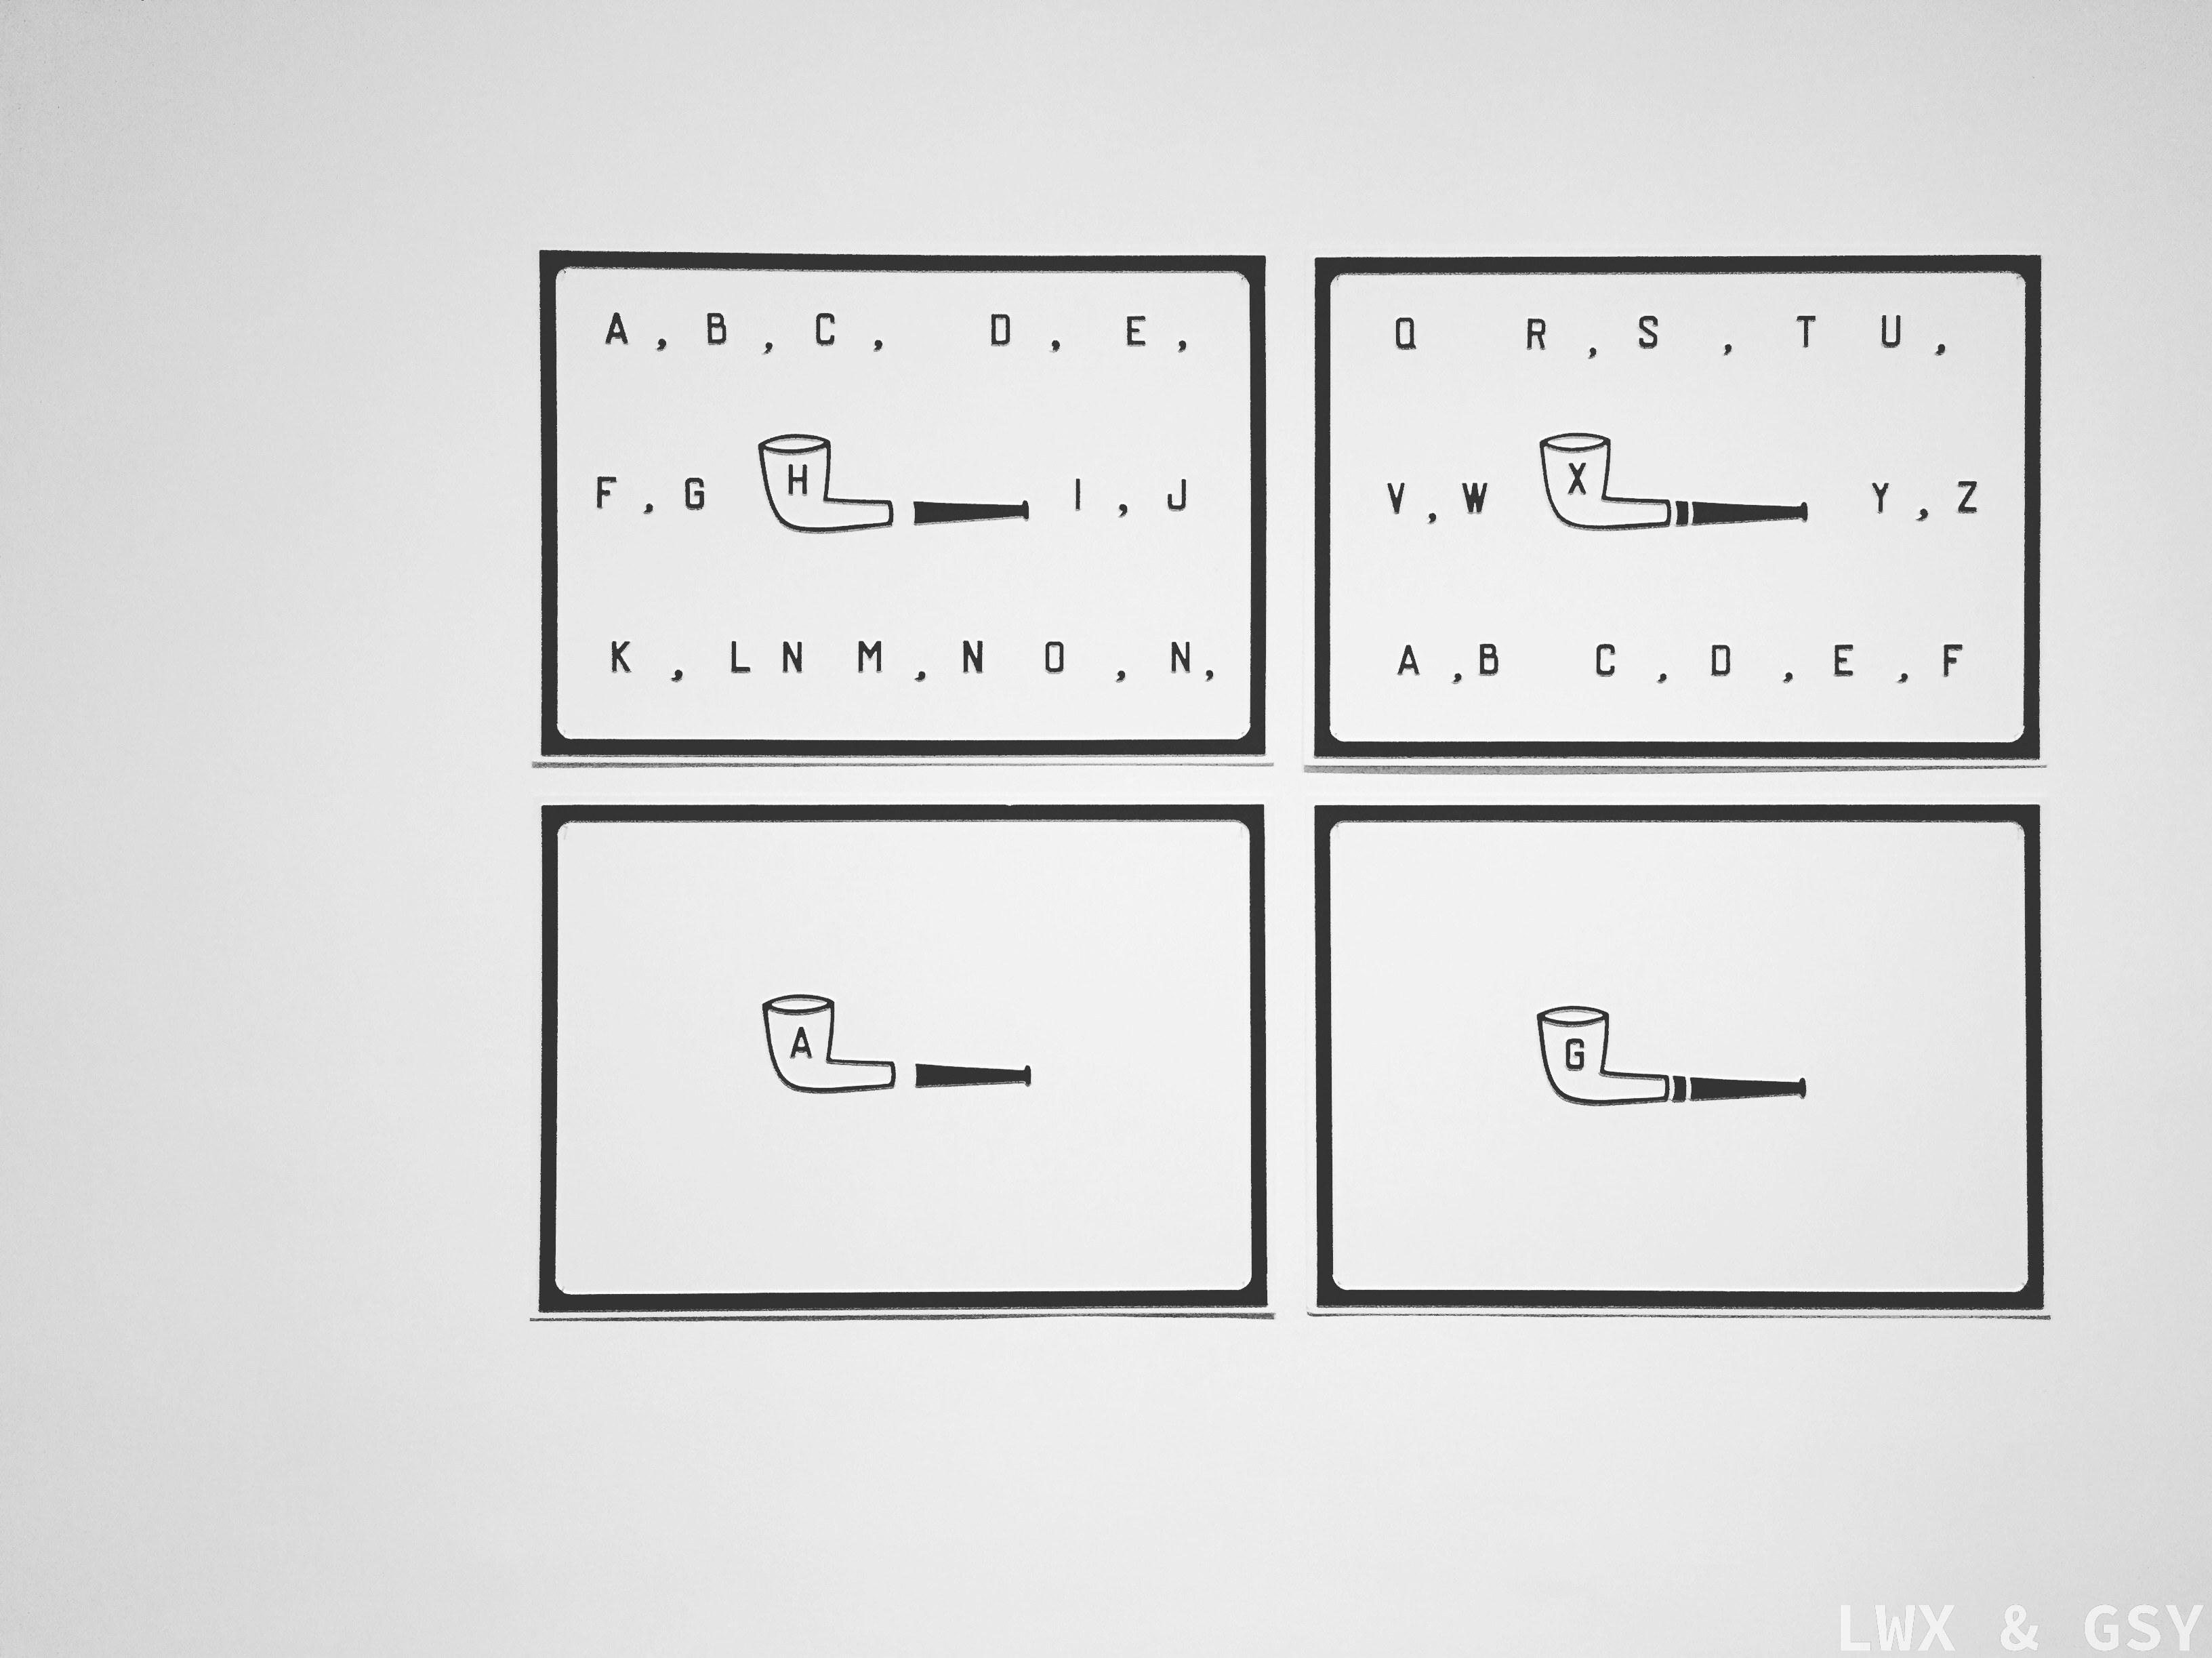 A , B , C , D , E ,
F , G H I , J
K , L N M , N O , N ,
Q R , S , T U ,
V , W X Y , Z
A , B C , D , E , F
A
G
LWX & GSY